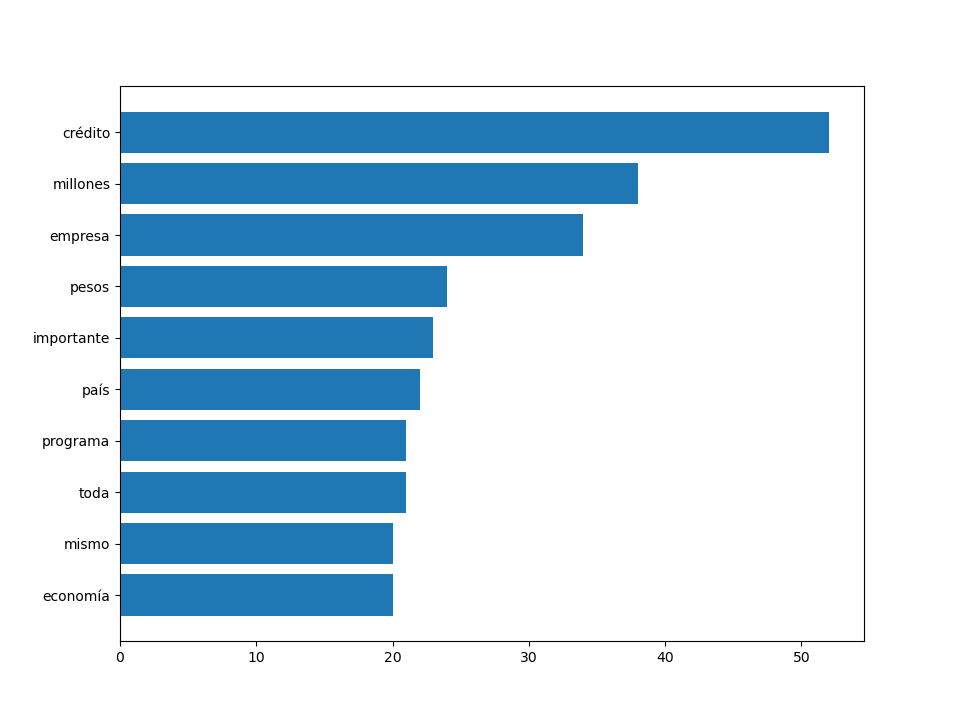 crédito
millones
empresa
pesos
importante
país
programa
toda
mismo
economía
0 10 20 30 40 50